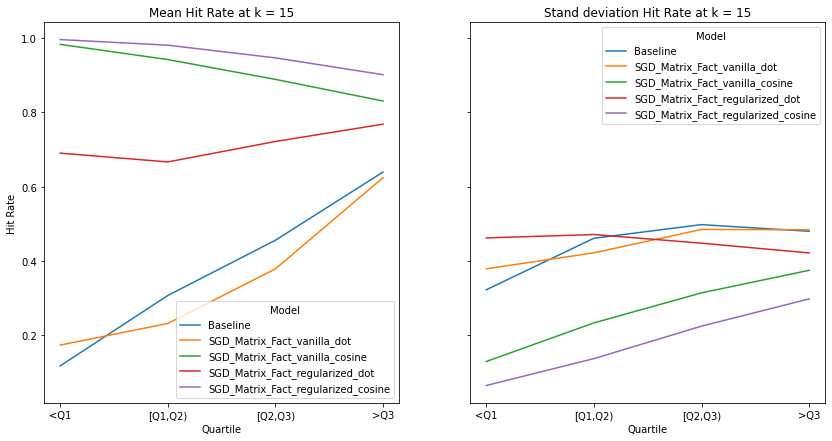 Mean Hit Rate at k = 15
Hit Rate
1.0
0.8
0.6
0.4
0.2
Model
Baseline
SGD_Matrix_Fact_vanilla_dot
SGD_Matrix_Fact_vanilla_cosine
SGD_Matrix_Fact_regularized_dot
SGD_Matrix_Fact_regularized_cosine
<Q1
[Q1,Q2)
[Q2,Q3)
>Q3
Quartile
Stand deviation Hit Rate at k = 15
Model
Baseline
SGD_Matrix_Fact_vanilla_dot
SGD_Matrix_Fact_vanilla_cosine
SGD_Matrix_Fact_regularized_dot
SGD_Matrix_Fact_regularized_cosine
<Q1
[Q1,Q2)
[Q2,Q3)
>Q3
Quartile